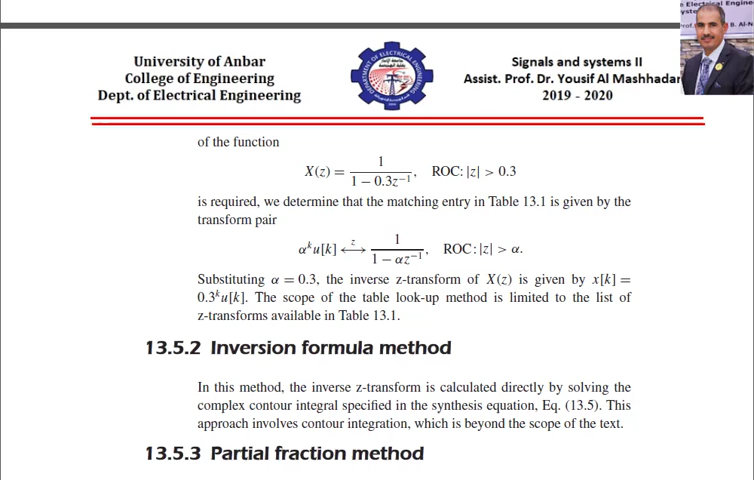 University of Anbar
College of Engineering
Dept. of Electrical Engineering
Signals and systems II
Assist. Prof. Dr. Yousif Al Mashhadan
2019 - 2020
of the function
X(z) = 1 / (1 − 0.3z⁻¹), ROC: |z| > 0.3
is required, we determine that the matching entry in Table 13.1 is given by the
transform pair
αᵏu[k] ⟷ᶻ 1 / (1 − αz⁻¹), ROC: |z| > α.
Substituting α = 0.3, the inverse z-transform of X(z) is given by x[k] =
0.3ᵏu[k]. The scope of the table look-up method is limited to the list of
z-transforms available in Table 13.1.
13.5.2 Inversion formula method
In this method, the inverse z-transform is calculated directly by solving the
complex contour integral specified in the synthesis equation, Eq. (13.5). This
approach involves contour integration, which is beyond the scope of the text.
13.5.3 Partial fraction method